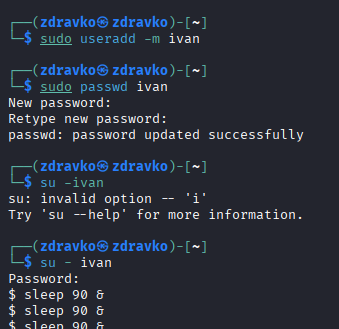 ┌──(zdravko㉿ zdravko)-[~]
└─$ sudo useradd -m ivan
┌──(zdravko㉿ zdravko)-[~]
└─$ sudo passwd ivan
New password:
Retype new password:
passwd: password updated successfully
┌──(zdravko㉿ zdravko)-[~]
└─$ su -ivan
su: invalid option -- 'i'
Try 'su --help' for more information.
┌──(zdravko㉿ zdravko)-[~]
└─$ su - ivan
Password:
$ sleep 90 &
$ sleep 90 &
$ sleep 90 &